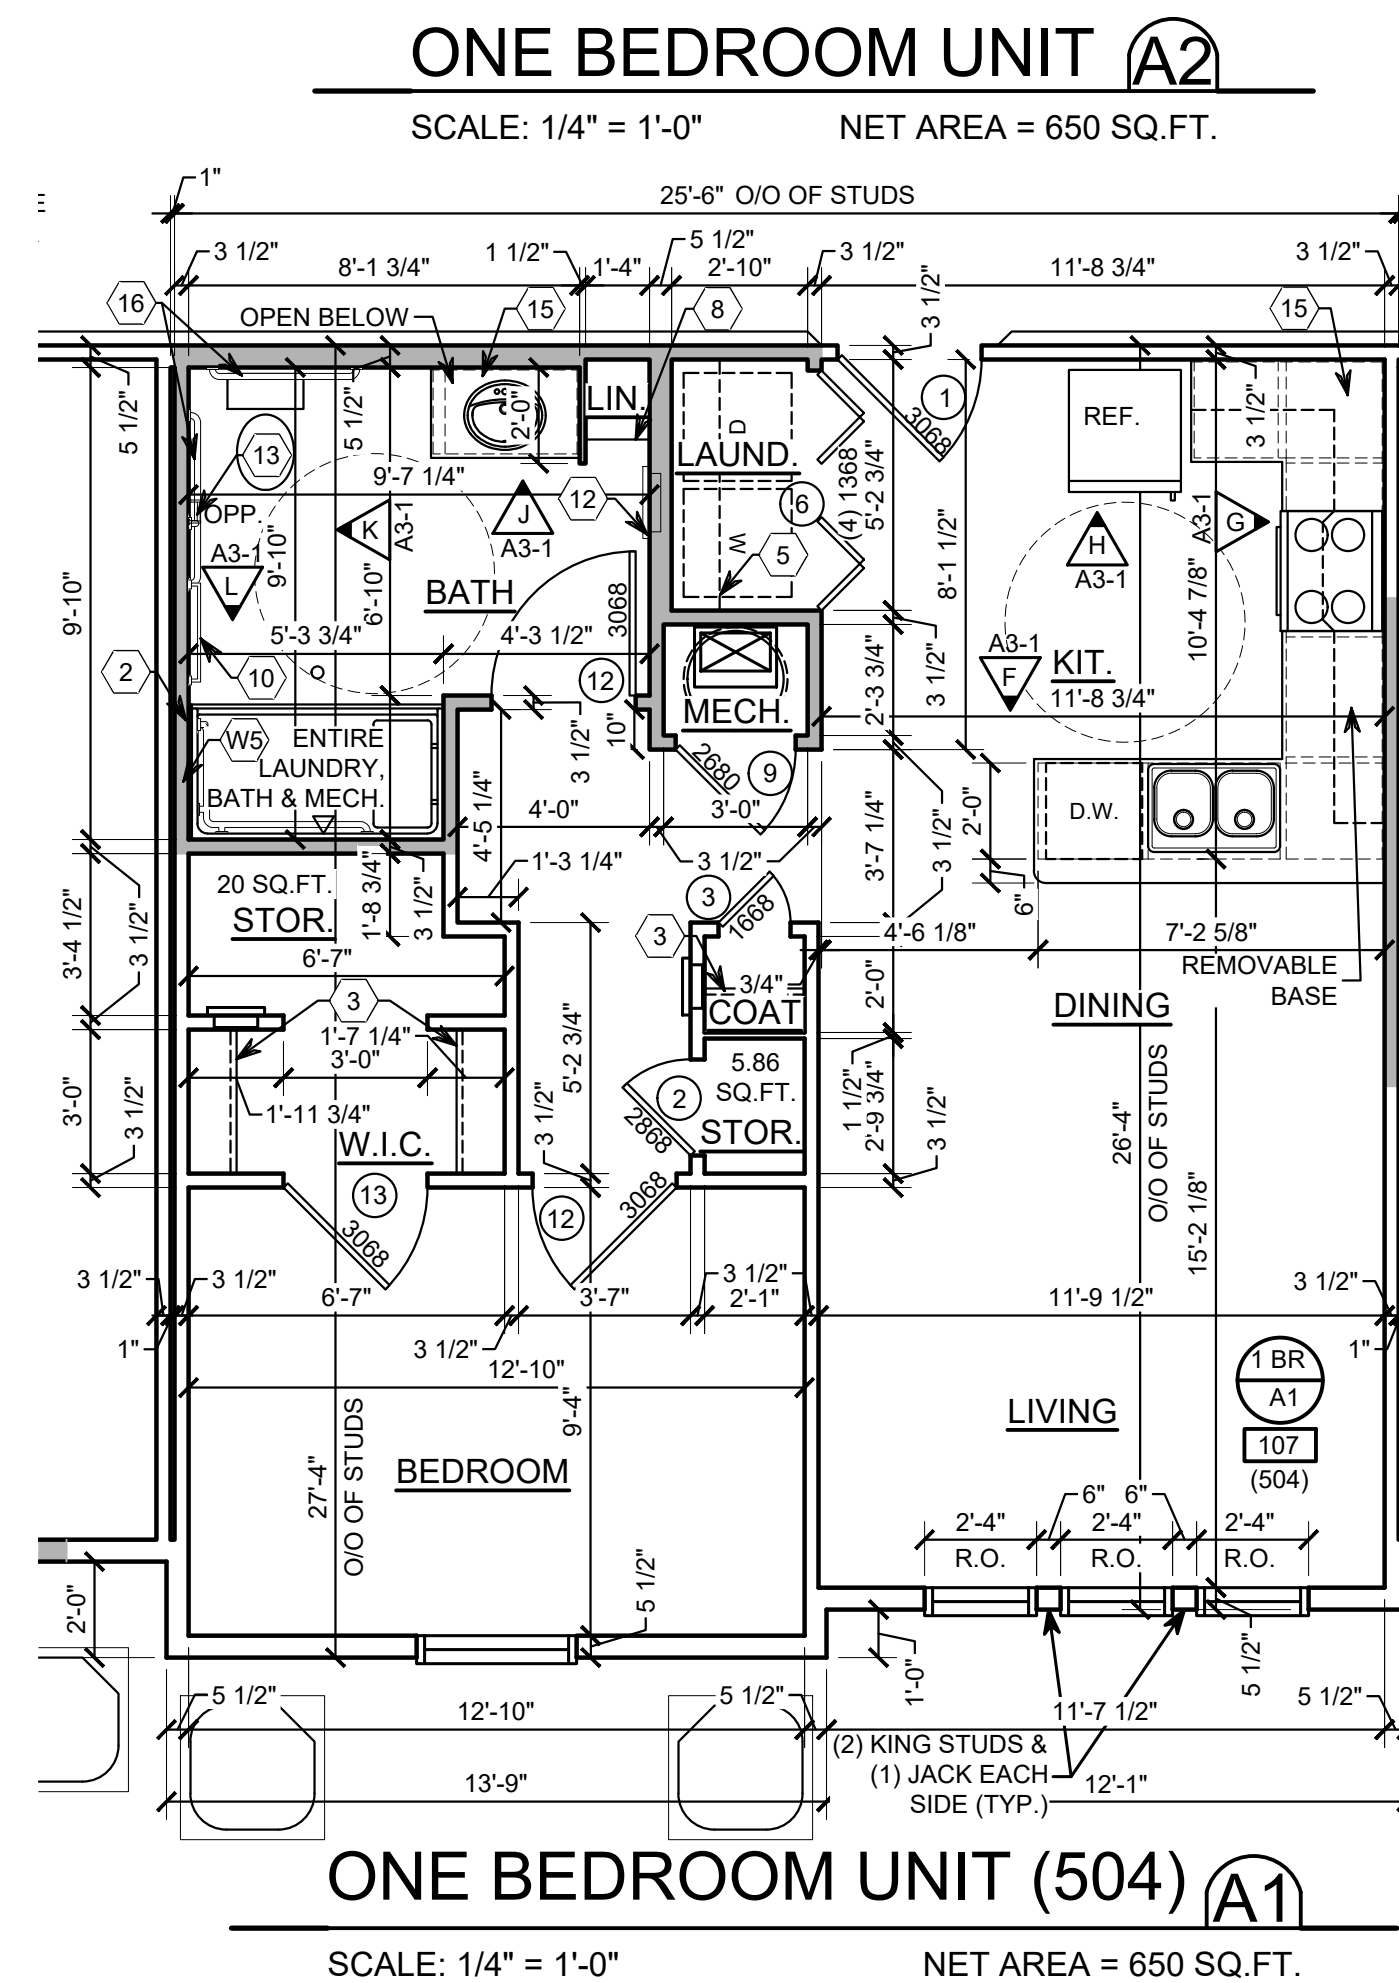 ONE BEDROOM UNIT A2
SCALE: 1/4" = 1'-0" NET AREA = 650 SQ.FT.
1"
25'-6" O/O OF STUDS
3 1/2" 8'-1 3/4" 1 1/2" 1'-4" 5 1/2" 2'-10" 3 1/2" 11'-8 3/4" 3 1/2"
16 OPEN BELOW 15 8 3 1/2" 15
5 1/2" 5 1/2" 2'-0" LIN. D 1 3068 REF. 3 1/2"
13 9'-7 1/4" LAUND. (4) 1368 5'-2 3/4"
OPP. K A3-1 J A3-1 12 6 H A3-1 A3-1 G
A3-1 L 9'-10" W 5 8'-1 1/2"
9'-10" 6'-10" BATH 3068 10'-4 7/8"
5'-3 3/4" 4'-3 1/2" A3-1 F KIT.
2 10 12 MECH. 2'-3 3/4" 3 1/2" 11'-8 3/4"
W5 ENTIRE
LAUNDRY,
BATH & MECH.
3 1/2" 10" 2680 9
4'-5 1/4" 4'-0" 3'-0" 3'-7 1/4" 3 1/2" 2'-0" D.W.
20 SQ.FT.
STOR.
1'-8 3/4" 3 1/2" 1'-3 1/4" 3 1/2" 6"
3'-4 1/2" 3 1/2" 3 1668 3
6'-7" 4'-6 1/8" 7'-2 5/8"
REMOVABLE
BASE
3 3/4" 2'-0"
COAT DINING
1'-7 1/4"
3'-0" 5'-2 3/4" 5.86
SQ.FT.
STOR.
3'-0" 3 1/2" 1'-11 3/4" 3 1/2" 2 2868 1 1/2" 2'-9 3/4" 3 1/2"
W.I.C. 26'-4" O/O OF STUDS
13 3068 12 3068 15'-2 1/8"
3 1/2" 3 1/2" 3 1/2" 3 1/2"
6'-7" 3'-7" 2'-1" 11'-9 1/2"
1" 3 1/2" 1"
12'-10" 1 BR
A1
9'-4" LIVING 107
(504)
27'-4" O/O OF STUDS
BEDROOM
6" 6"
2'-4" 2'-4" 2'-4"
R.O. R.O. R.O.
2'-0" 5 1/2" 1'-0" 5 1/2"
5 1/2" 12'-10" 5 1/2" 11'-7 1/2" 5 1/2"
(2) KING STUDS &
(1) JACK EACH
SIDE (TYP.)
13'-9" 12'-1"
ONE BEDROOM UNIT (504) A1
SCALE: 1/4" = 1'-0" NET AREA = 650 SQ.FT.